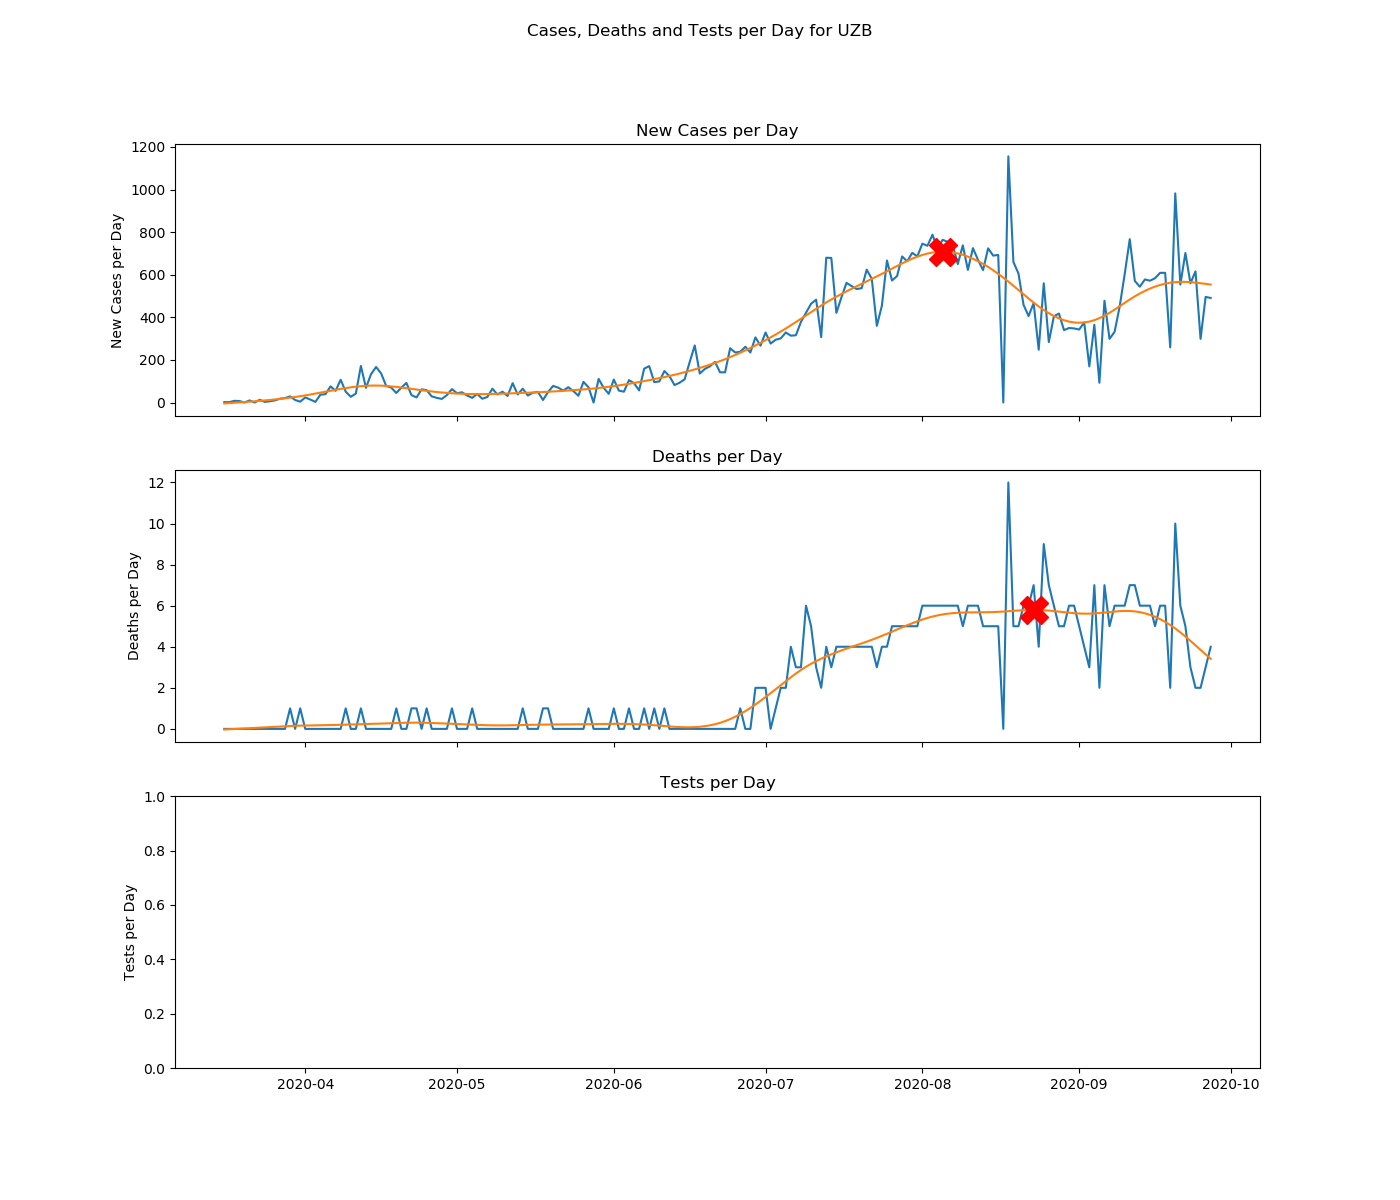 Cases, Deaths and Tests per Day for UZB
New Cases per Day
1200
1000
800
600
400
200
0
New Cases per Day
Deaths per Day
12
10
8
6
4
2
0
Deaths per Day
Tests per Day
1.0
0.8
0.6
0.4
0.2
0.0
Tests per Day
2020-04 2020-05 2020-06 2020-07 2020-08 2020-09 2020-10